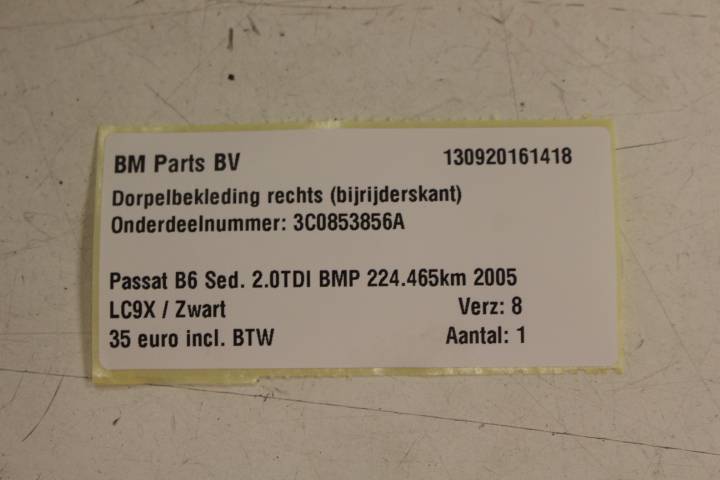 BM Parts BV 130920161418
Dorpelbekleding rechts (bijrijderskant)
Onderdeelnummer: 3C0853856A
Passat B6 Sed. 2.0TDI BMP 224.465km 2005
LC9X / Zwart Verz: 8
35 euro incl. BTW Aantal: 1